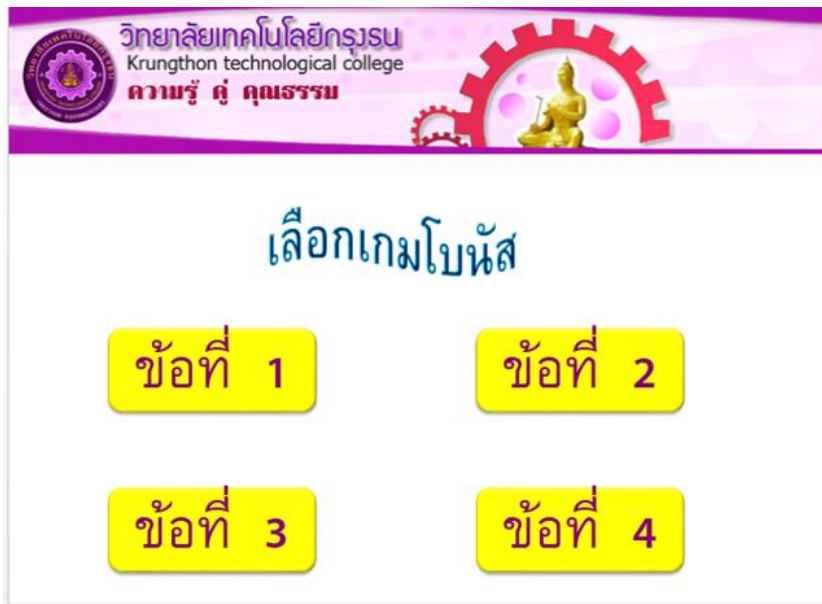 วิทยาลัยเทคโนโลยีกรุงธน
Krungthon technological college
ความรู้ คู่ คุณธรรม
เลือกเกมโบนัส
ข้อที่ 1
ข้อที่ 2
ข้อที่ 3
ข้อที่ 4